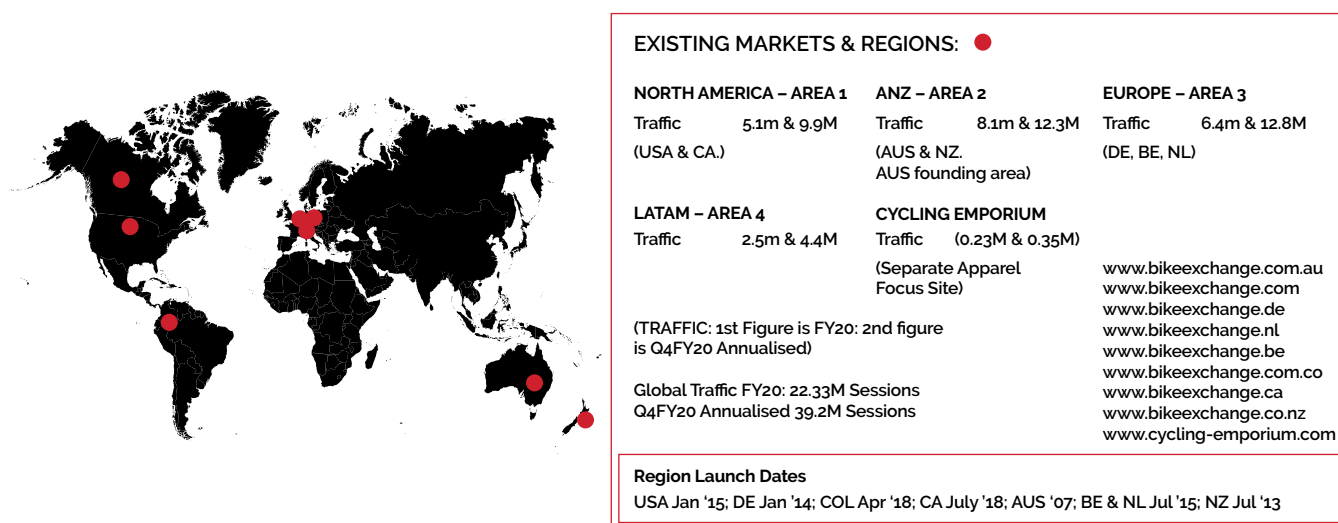 EXISTING MARKETS & REGIONS:
NORTH AMERICA – AREA 1
Traffic 5.1m & 9.9M
(USA & CA.)
ANZ – AREA 2
Traffic 8.1m & 12.3M
(AUS & NZ.
AUS founding area)
EUROPE – AREA 3
Traffic 6.4m & 12.8M
(DE, BE, NL)
LATAM – AREA 4
Traffic 2.5m & 4.4M
CYCLING EMPORIUM
Traffic (0.23M & 0.35M)
(Separate Apparel
Focus Site)
(TRAFFIC: 1st Figure is FY20: 2nd figure
is Q4FY20 Annualised)
Global Traffic FY20: 22.33M Sessions
Q4FY20 Annualised 39.2M Sessions
www.bikeexchange.com.au
www.bikeexchange.com
www.bikeexchange.de
www.bikeexchange.nl
www.bikeexchange.be
www.bikeexchange.com.co
www.bikeexchange.ca
www.bikeexchange.co.nz
www.cycling-emporium.com
Region Launch Dates
USA Jan ‘15; DE Jan ’14; COL Apr ‘18; CA July ’18; AUS ‘07; BE & NL Jul ’15; NZ Jul ‘13